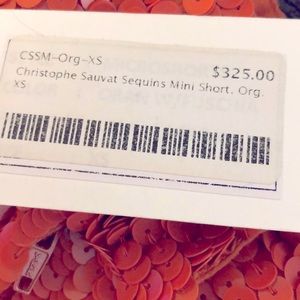 CSSM-Org-XS
$325.00
Christophe Sauvat Sequins Mini Short. Org.
XS